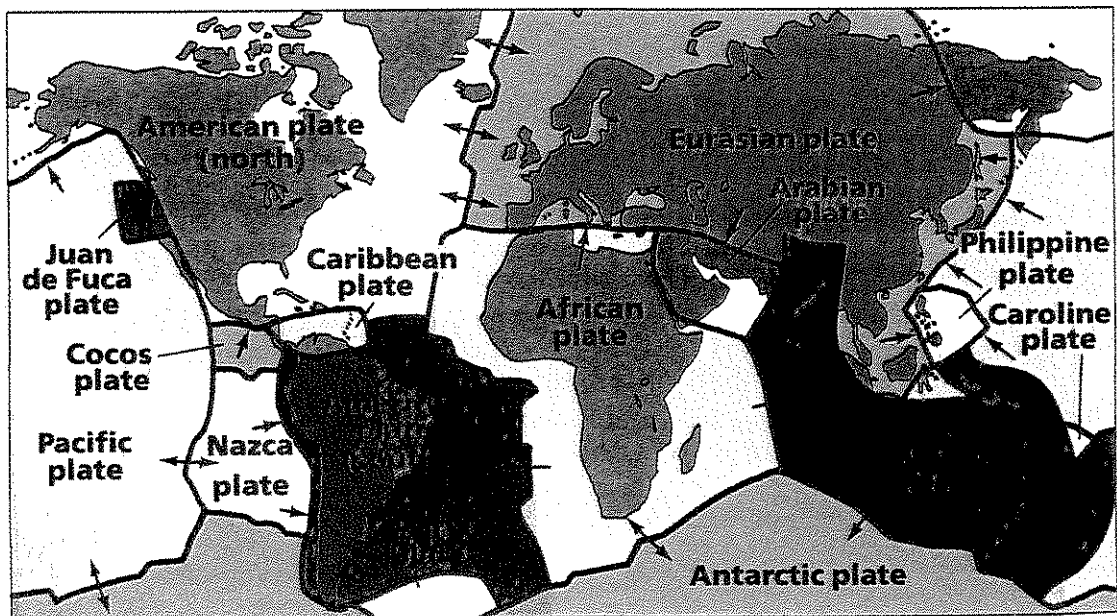 American plate
(north)
Eurasian plate
Arabian
plate
Juan
de Fuca
plate
Caribbean
plate
Philippine
plate
African
plate
Caroline
plate
Cocos
plate
Pacific
plate
Nazca
plate
Antarctic plate